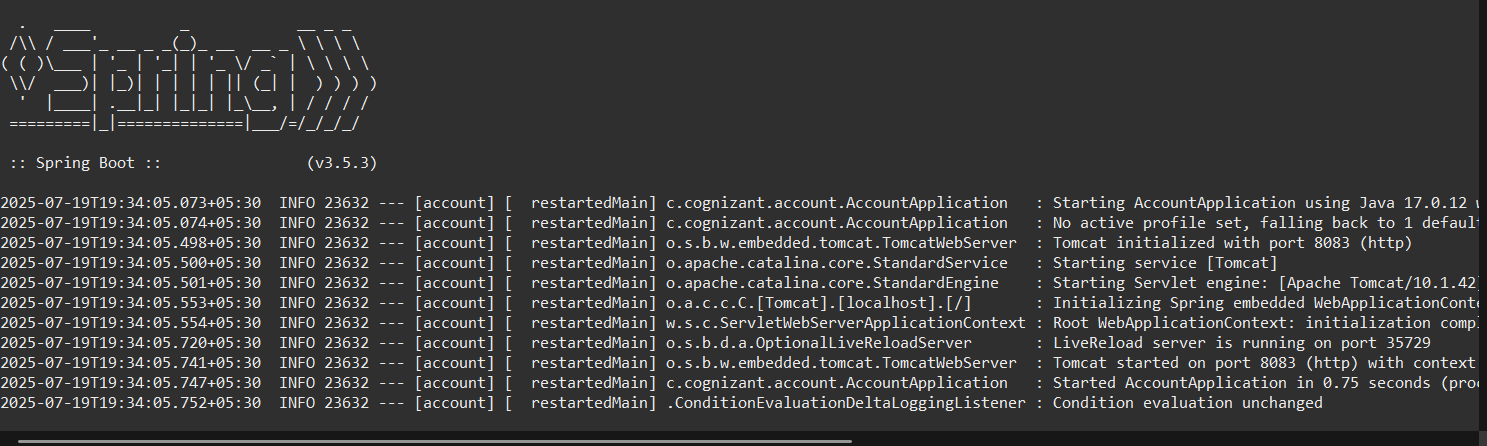 .   ____          _            __ _ _
 /\\ / ___'_ __ _ _(_)_ __  __ _ \ \ \ \
( ( )\___ | '_ | '_| | '_ \/ _` | \ \ \ \
 \\/  ___)| |_)| | | | | || (_| |  ) ) ) )
  '  |____| .__|_| |_|_| |_\__, | / / / /
 =========|_|==============|___/=/_/_/_/
 :: Spring Boot ::                (v3.5.3)
2025-07-19T19:34:05.073+05:30  INFO 23632 --- [account] [  restartedMain] c.cognizant.account.AccountApplication   : Starting AccountApplication using Java 17.0.12
2025-07-19T19:34:05.074+05:30  INFO 23632 --- [account] [  restartedMain] c.cognizant.account.AccountApplication   : No active profile set, falling back to 1 defaul
2025-07-19T19:34:05.498+05:30  INFO 23632 --- [account] [  restartedMain] o.s.b.w.embedded.tomcat.TomcatWebServer  : Tomcat initialized with port 8083 (http)
2025-07-19T19:34:05.500+05:30  INFO 23632 --- [account] [  restartedMain] o.apache.catalina.core.StandardService   : Starting service [Tomcat]
2025-07-19T19:34:05.501+05:30  INFO 23632 --- [account] [  restartedMain] o.apache.catalina.core.StandardEngine    : Starting Servlet engine: [Apache Tomcat/10.1.42]
2025-07-19T19:34:05.553+05:30  INFO 23632 --- [account] [  restartedMain] o.a.c.c.C.[Tomcat].[localhost].[/]       : Initializing Spring embedded WebApplicationConte
2025-07-19T19:34:05.554+05:30  INFO 23632 --- [account] [  restartedMain] w.s.c.ServletWebServerApplicationContext : Root WebApplicationContext: initialization compl
2025-07-19T19:34:05.720+05:30  INFO 23632 --- [account] [  restartedMain] o.s.b.d.a.OptionalLiveReloadServer       : LiveReload server is running on port 35729
2025-07-19T19:34:05.741+05:30  INFO 23632 --- [account] [  restartedMain] o.s.b.w.embedded.tomcat.TomcatWebServer  : Tomcat started on port 8083 (http) with context
2025-07-19T19:34:05.747+05:30  INFO 23632 --- [account] [  restartedMain] c.cognizant.account.AccountApplication   : Started AccountApplication in 0.75 seconds (proc
2025-07-19T19:34:05.752+05:30  INFO 23632 --- [account] [  restartedMain] .ConditionEvaluationDeltaLoggingListener : Condition evaluation unchanged